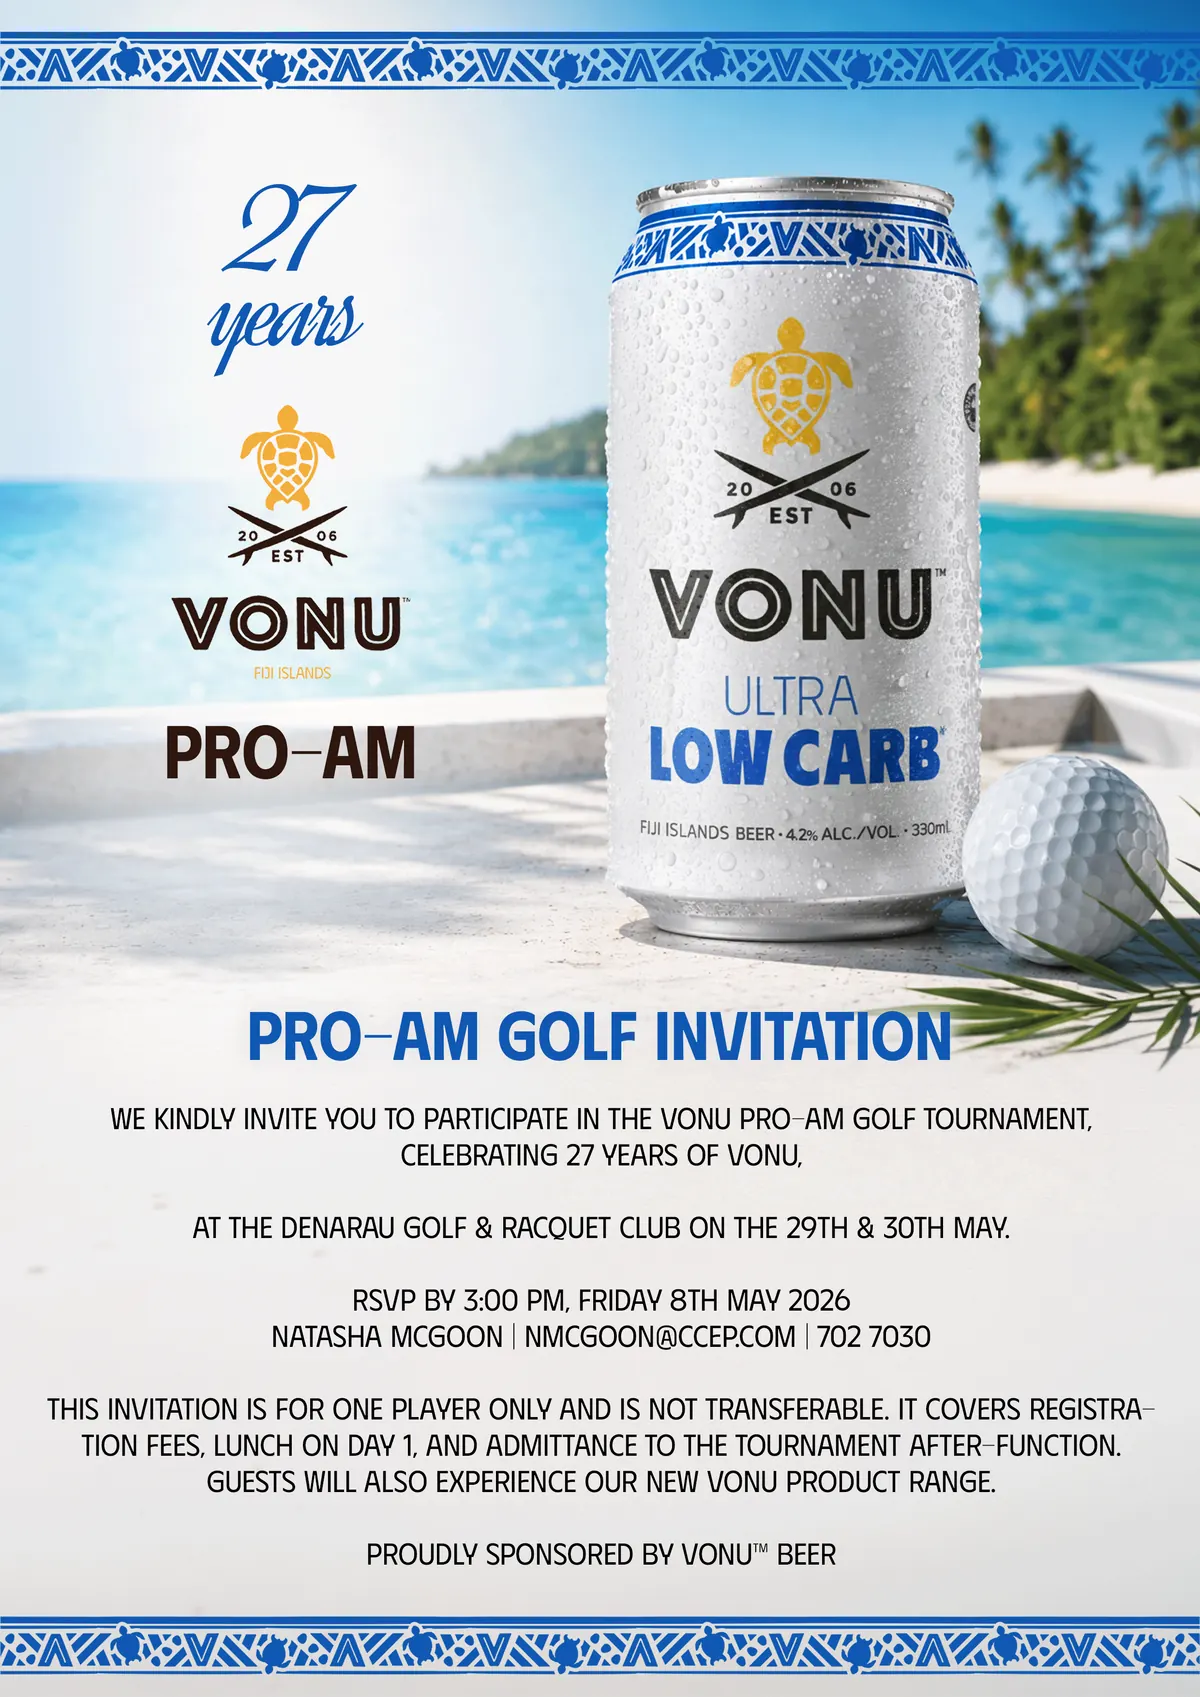 27
years
20 06
EST
VONU™
FIJI ISLANDS
PRO-AM
20 06
EST
VONU™
ULTRA
LOW CARB*
FIJI ISLANDS BEER • 4.2% ALC./VOL. • 330mL
PRO-AM GOLF INVITATION
WE KINDLY INVITE YOU TO PARTICIPATE IN THE VONU PRO-AM GOLF TOURNAMENT,
CELEBRATING 27 YEARS OF VONU,
AT THE DENARAU GOLF & RACQUET CLUB ON THE 29TH & 30TH MAY.
RSVP BY 3:00 PM, FRIDAY 8TH MAY 2026
NATASHA MCGOON | NMCGOON@CCEP.COM | 702 7030
THIS INVITATION IS FOR ONE PLAYER ONLY AND IS NOT TRANSFERABLE. IT COVERS REGISTRA-
TION FEES, LUNCH ON DAY 1, AND ADMITTANCE TO THE TOURNAMENT AFTER-FUNCTION.
GUESTS WILL ALSO EXPERIENCE OUR NEW VONU PRODUCT RANGE.
PROUDLY SPONSORED BY VONU™ BEER